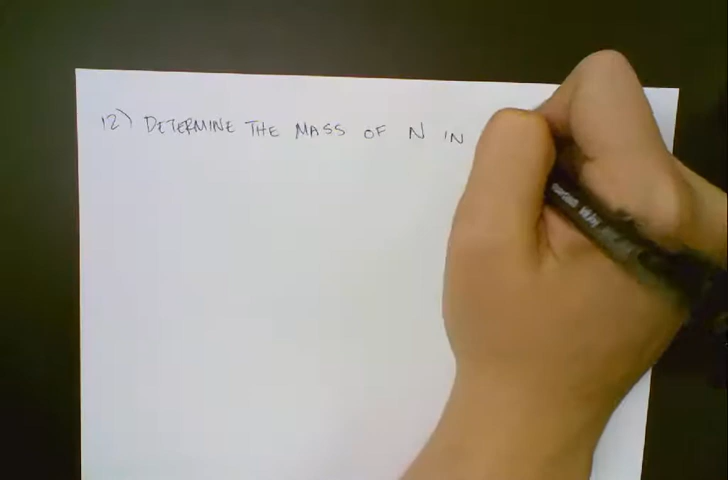 12) DETERMINE THE MASS OF N IN